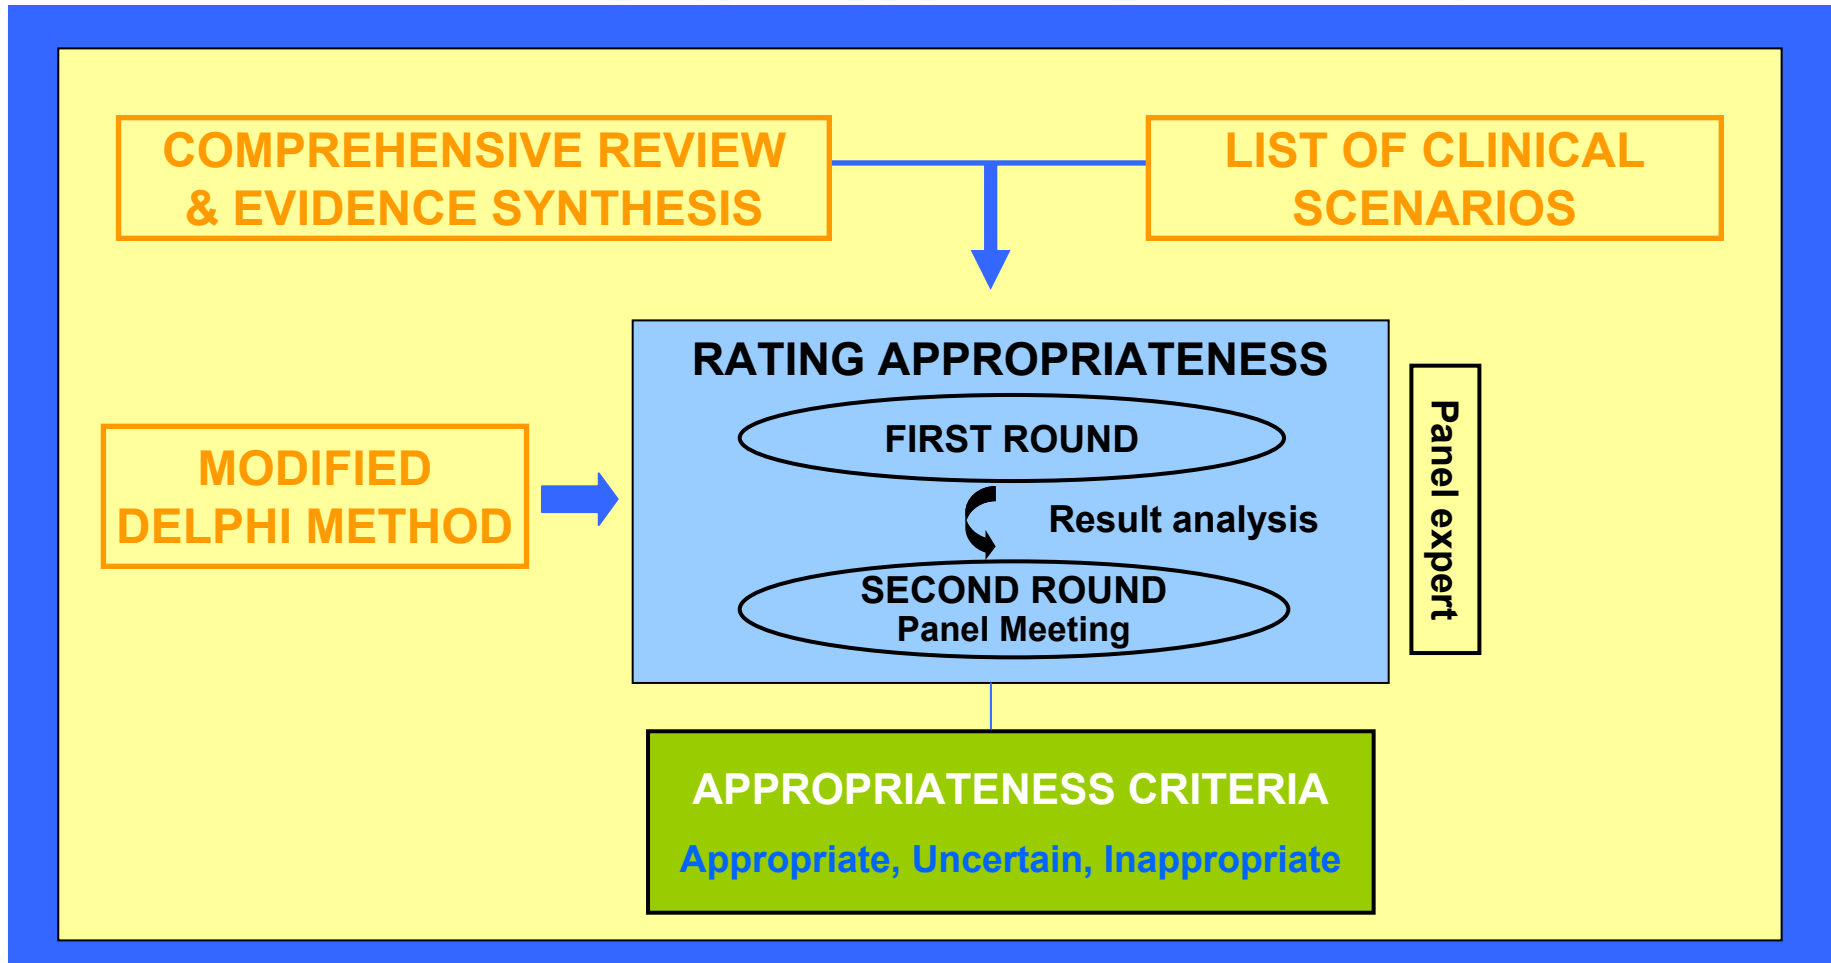 COMPREHENSIVE REVIEW
& EVIDENCE SYNTHESIS
LIST OF CLINICAL
SCENARIOS
RATING APPROPRIATENESS
FIRST ROUND
Result analysis
SECOND ROUND
Panel Meeting
MODIFIED
DELPHI METHOD
Panel expert
APPROPRIATENESS CRITERIA
Appropriate, Uncertain, Inappropriate